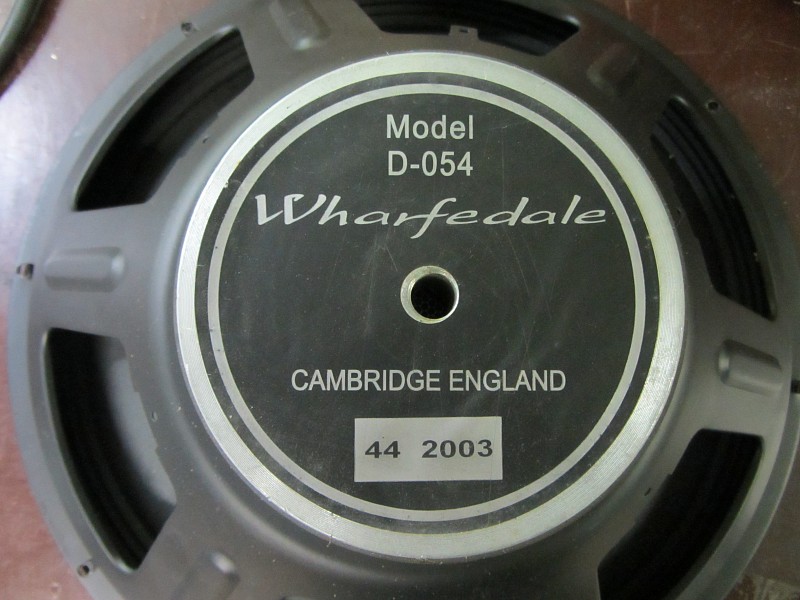 Model
D-054
Wharfedale
CAMBRIDGE ENGLAND
44 2003